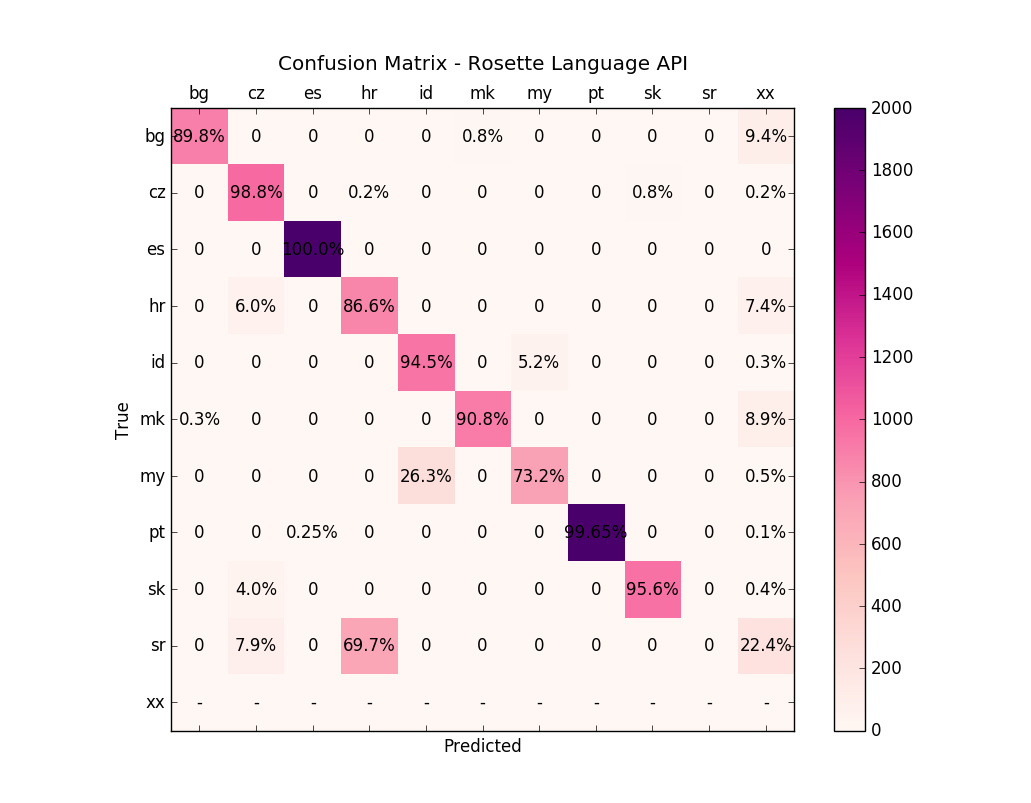 Confusion Matrix - Rosette Language API
bg cz es hr id mk my pt sk sr xx
bg 89.8% 0 0 0 0 0.8% 0 0 0 0 9.4%
cz 0 98.8% 0 0.2% 0 0 0 0 0.8% 0 0.2%
es 0 0 100.0% 0 0 0 0 0 0 0 0
hr 0 6.0% 0 86.6% 0 0 0 0 0 0 7.4%
id 0 0 0 0 94.5% 0 5.2% 0 0 0 0.3%
mk 0.3% 0 0 0 0 90.8% 0 0 0 0 8.9%
my 0 0 0 0 26.3% 0 73.2% 0 0 0 0.5%
pt 0 0 0.25% 0 0 0 0 99.65% 0 0 0.1%
sk 0 4.0% 0 0 0 0 0 0 95.6% 0 0.4%
sr 0 7.9% 0 69.7% 0 0 0 0 0 0 22.4%
xx - - - - - - - - - - -
True
Predicted
2000
1800
1600
1400
1200
1000
800
600
400
200
0